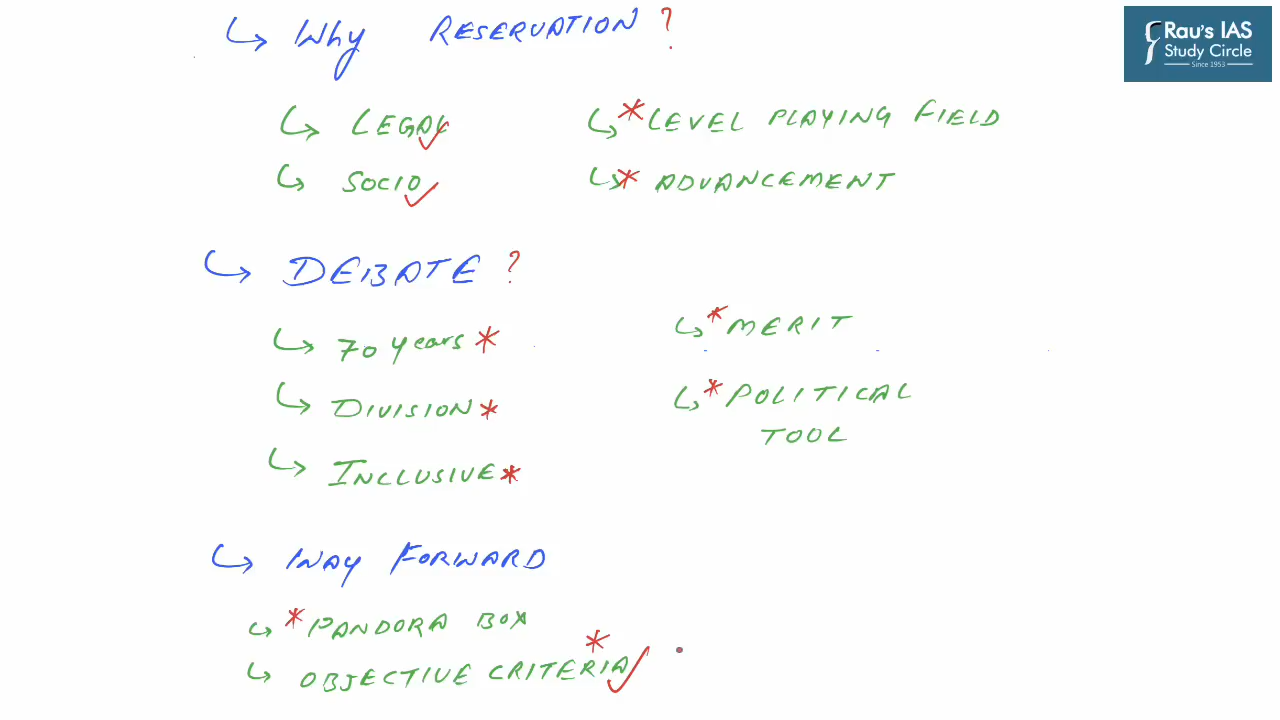 Why RESERVATION ?
Rau's IAS
Study Circle
Since 1953
LEGAL
* LEVEL PLAYING FIELD
SOCIO
* ADVANCEMENT
DEBATE ?
70 years *
* MERIT
DIVISION *
* POLITICAL
TOOL
INCLUSIVE *
WAY FORWARD
* PANDORA BOX
OBJECTIVE CRITERIA *